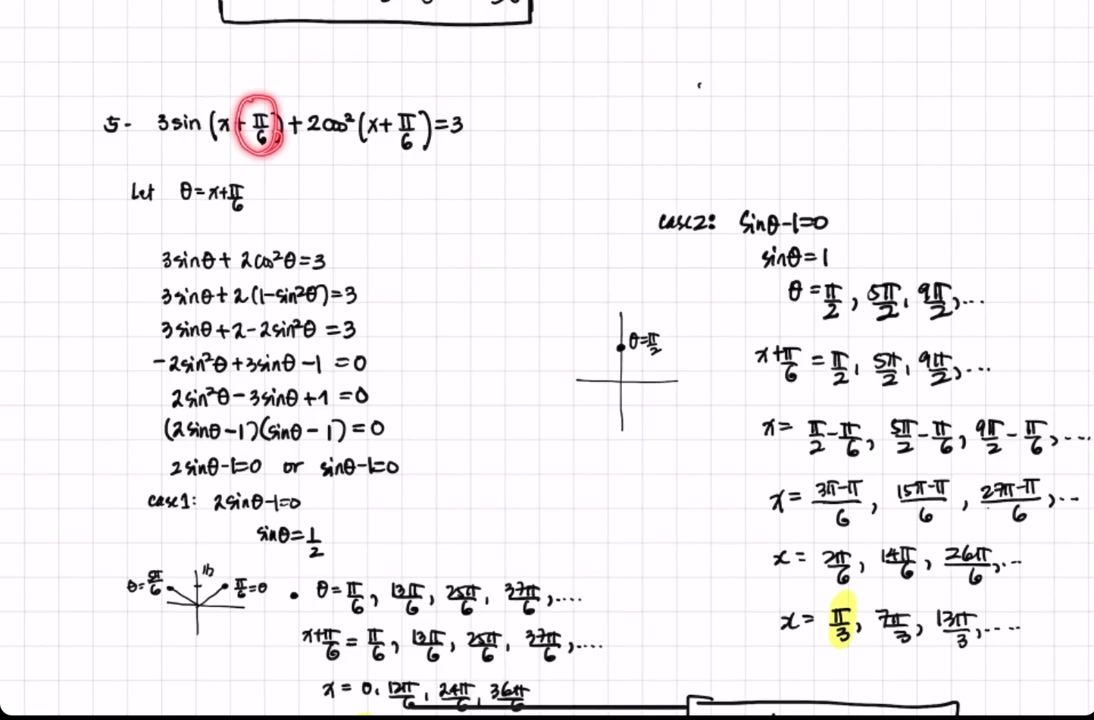 5- 3sin (x+π/6) + 2cos²(x+π/6)=3
Let θ=x+π/6
3sinθ + 2cos²θ=3
3sinθ+2(1-sin²θ)=3
3sinθ+2-2sin²θ =3
-2sin²θ+3sinθ-1 =0
2sin²θ-3sinθ+1 =0
(2sinθ-1)(sinθ-1)=0
2sinθ-1=0 or sinθ-1=0
case1: 2sinθ-1=0
sinθ=1/2
θ=5π/6 1/2 π/6=θ
• θ=π/6, 13π/6, 25π/6, 37π/6,....
x+π/6 = π/6, 13π/6, 25π/6, 37π/6,....
x = 0, 12π/6, 24π/6, 36π/6
θ=π/2
case2: sinθ-1=0
sinθ=1
θ=π/2, 5π/2, 9π/2,...
x+π/6 = π/2, 5π/2, 9π/2,...
x= π/2-π/6, 5π/2-π/6, 9π/2-π/6,....
x= 3π-π/6, 15π-π/6, 27π-π/6,...
x= 2π/6, 14π/6, 26π/6,...
x= π/3, 7π/3, 13π/3,....